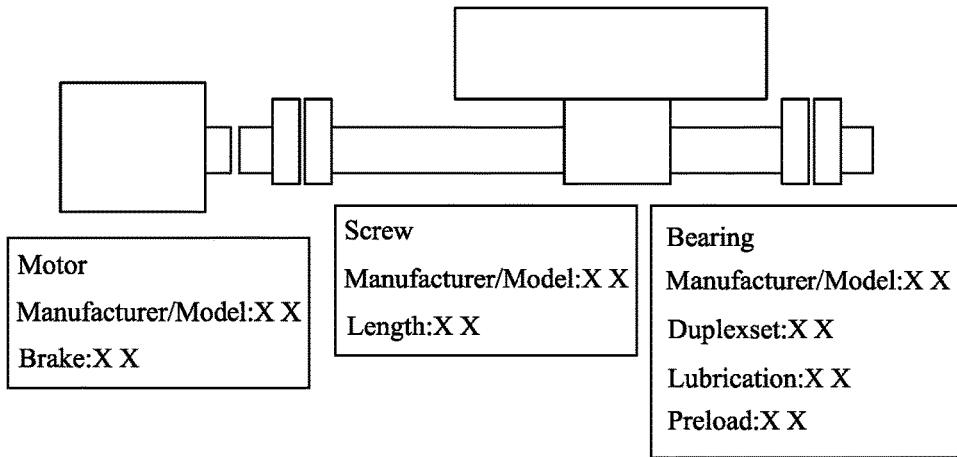 Motor
Manufacturer/Model:X X
Brake:X X
Screw
Manufacturer/Model:X X
Length:X X
Bearing
Manufacturer/Model:X X
Duplexset:X X
Lubrication:X X
Preload:X X